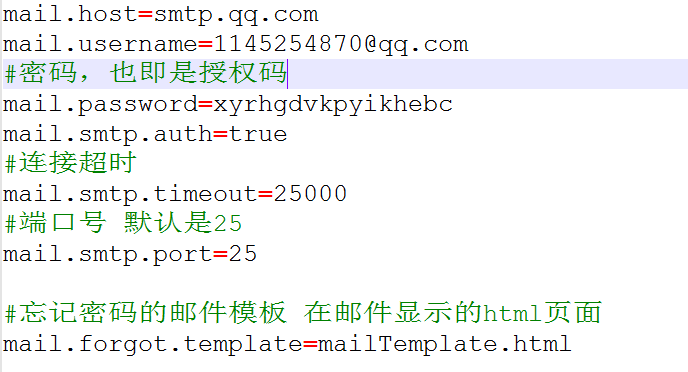 mail.host=smtp.qq.com
mail.username=1145254870@qq.com
#密码，也即是授权码
mail.password=xyrhgdvkpyikhebc
mail.smtp.auth=true
#连接超时
mail.smtp.timeout=25000
#端口号 默认是25
mail.smtp.port=25
#忘记密码的邮件模板 在邮件显示的html页面
mail.forgot.template=mailTemplate.html